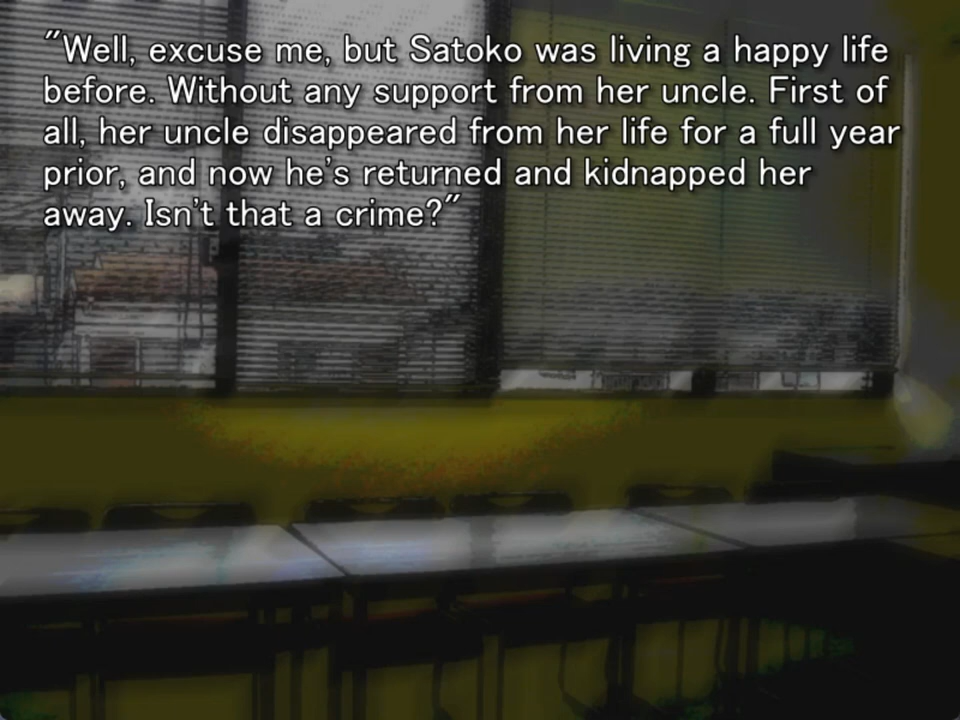 "Well, excuse me, but Satoko was living a happy life
before. Without any support from her uncle. First of
all, her uncle disappeared from her life for a full year
prior, and now he's returned and kidnapped her
away. Isn't that a crime?"